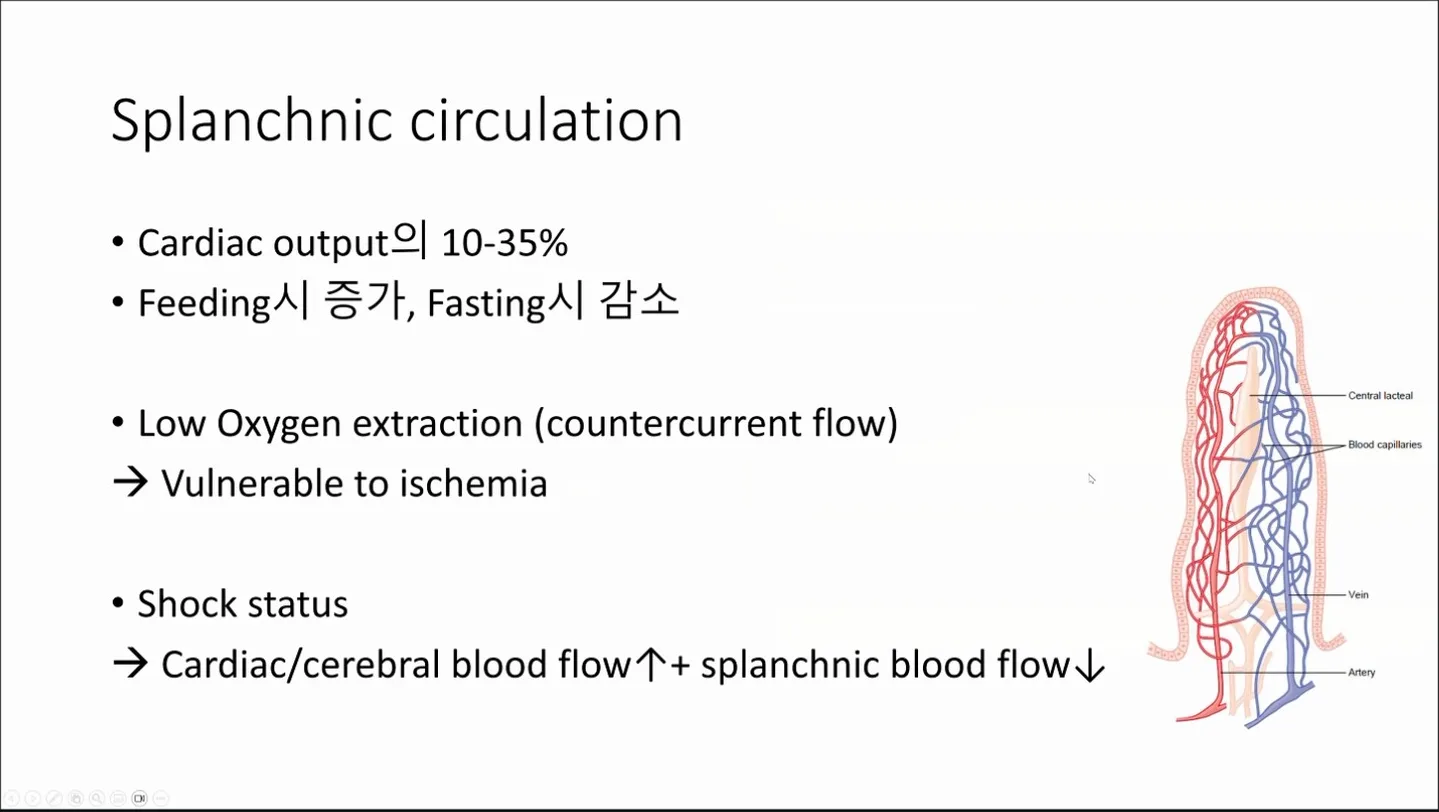 Splanchnic circulation
• Cardiac output의 10-35%
• Feeding시 증가, Fasting시 감소
• Low Oxygen extraction (countercurrent flow)
→ Vulnerable to ischemia
• Shock status
→ Cardiac/cerebral blood flow↑+ splanchnic blood flow↓
Central lacteal
Blood capillaries
Vein
Artery